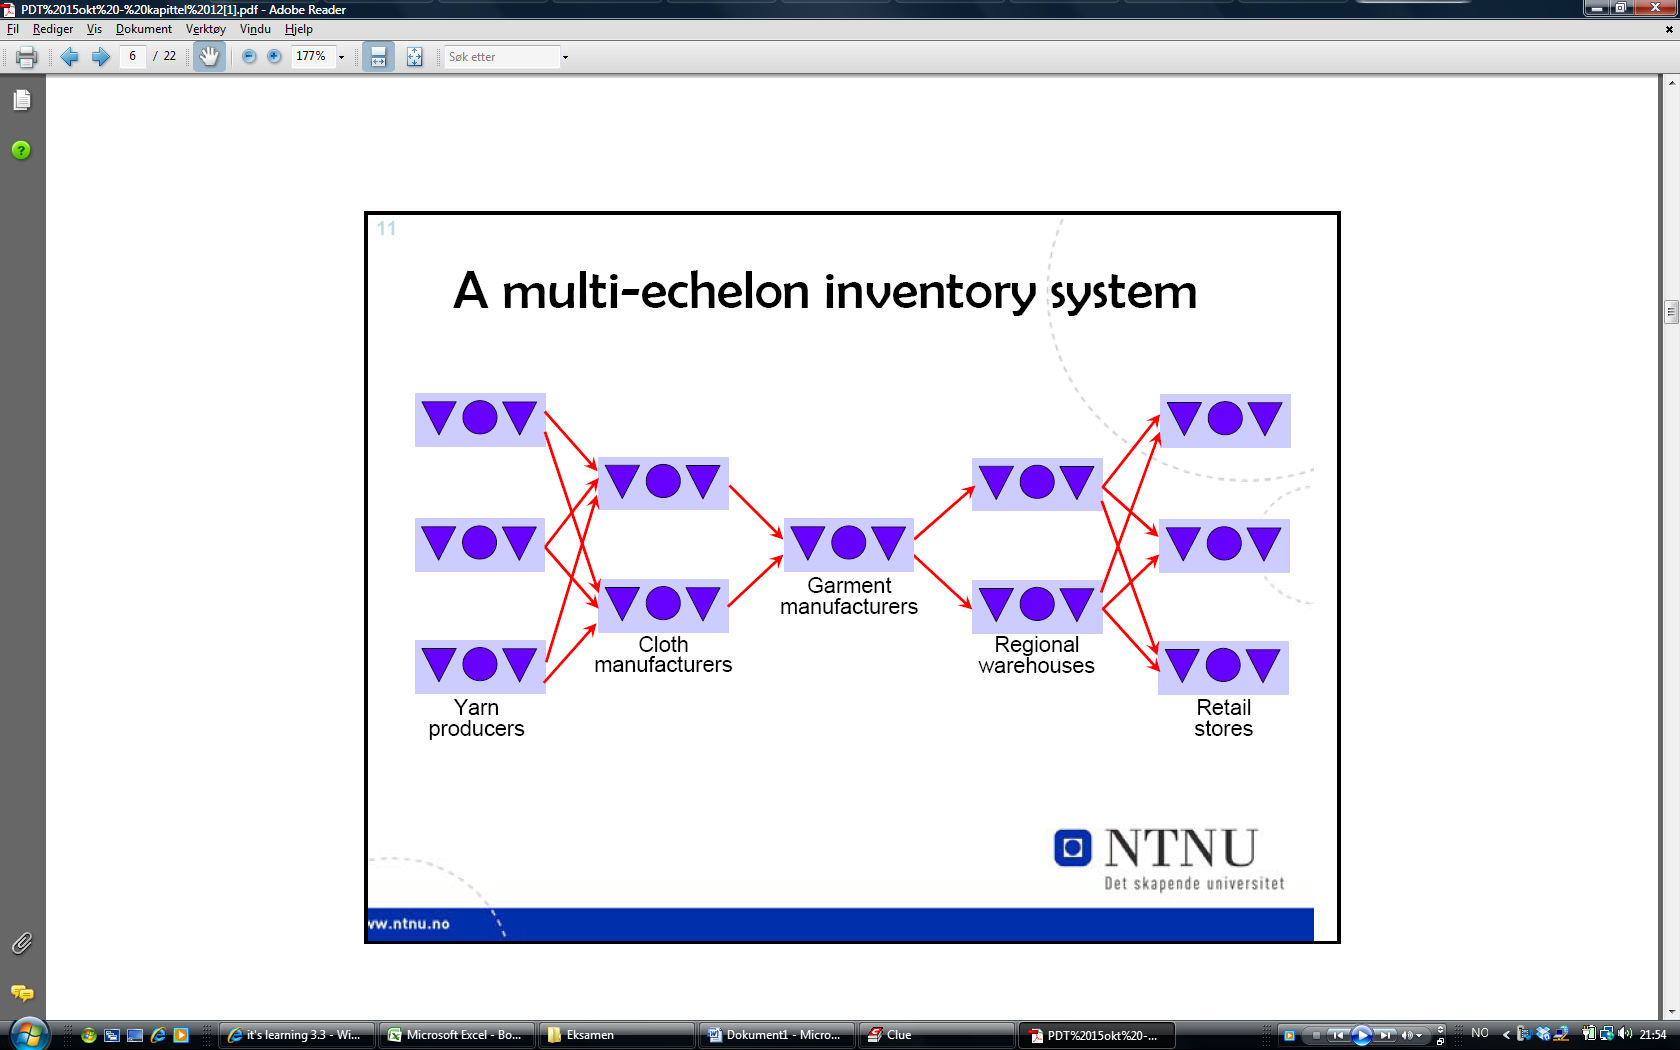 PDT%2015okt%20-%20kapittel%2012[1].pdf - Adobe Reader
Fil Rediger Vis Dokument Verktøy Vindu Hjelp
6 / 22 177% Søk etter
11
A multi-echelon inventory system
Garment
manufacturers
Cloth
manufacturers
Regional
warehouses
Yarn
producers
Retail
stores
NTNU
Det skapende universitet
ww.ntnu.no
it's learning 3.3 - Wi... Microsoft Excel - Bo... Eksamen Dokument1 - Micro... Clue PDT%2015okt%20-... NO 21:54